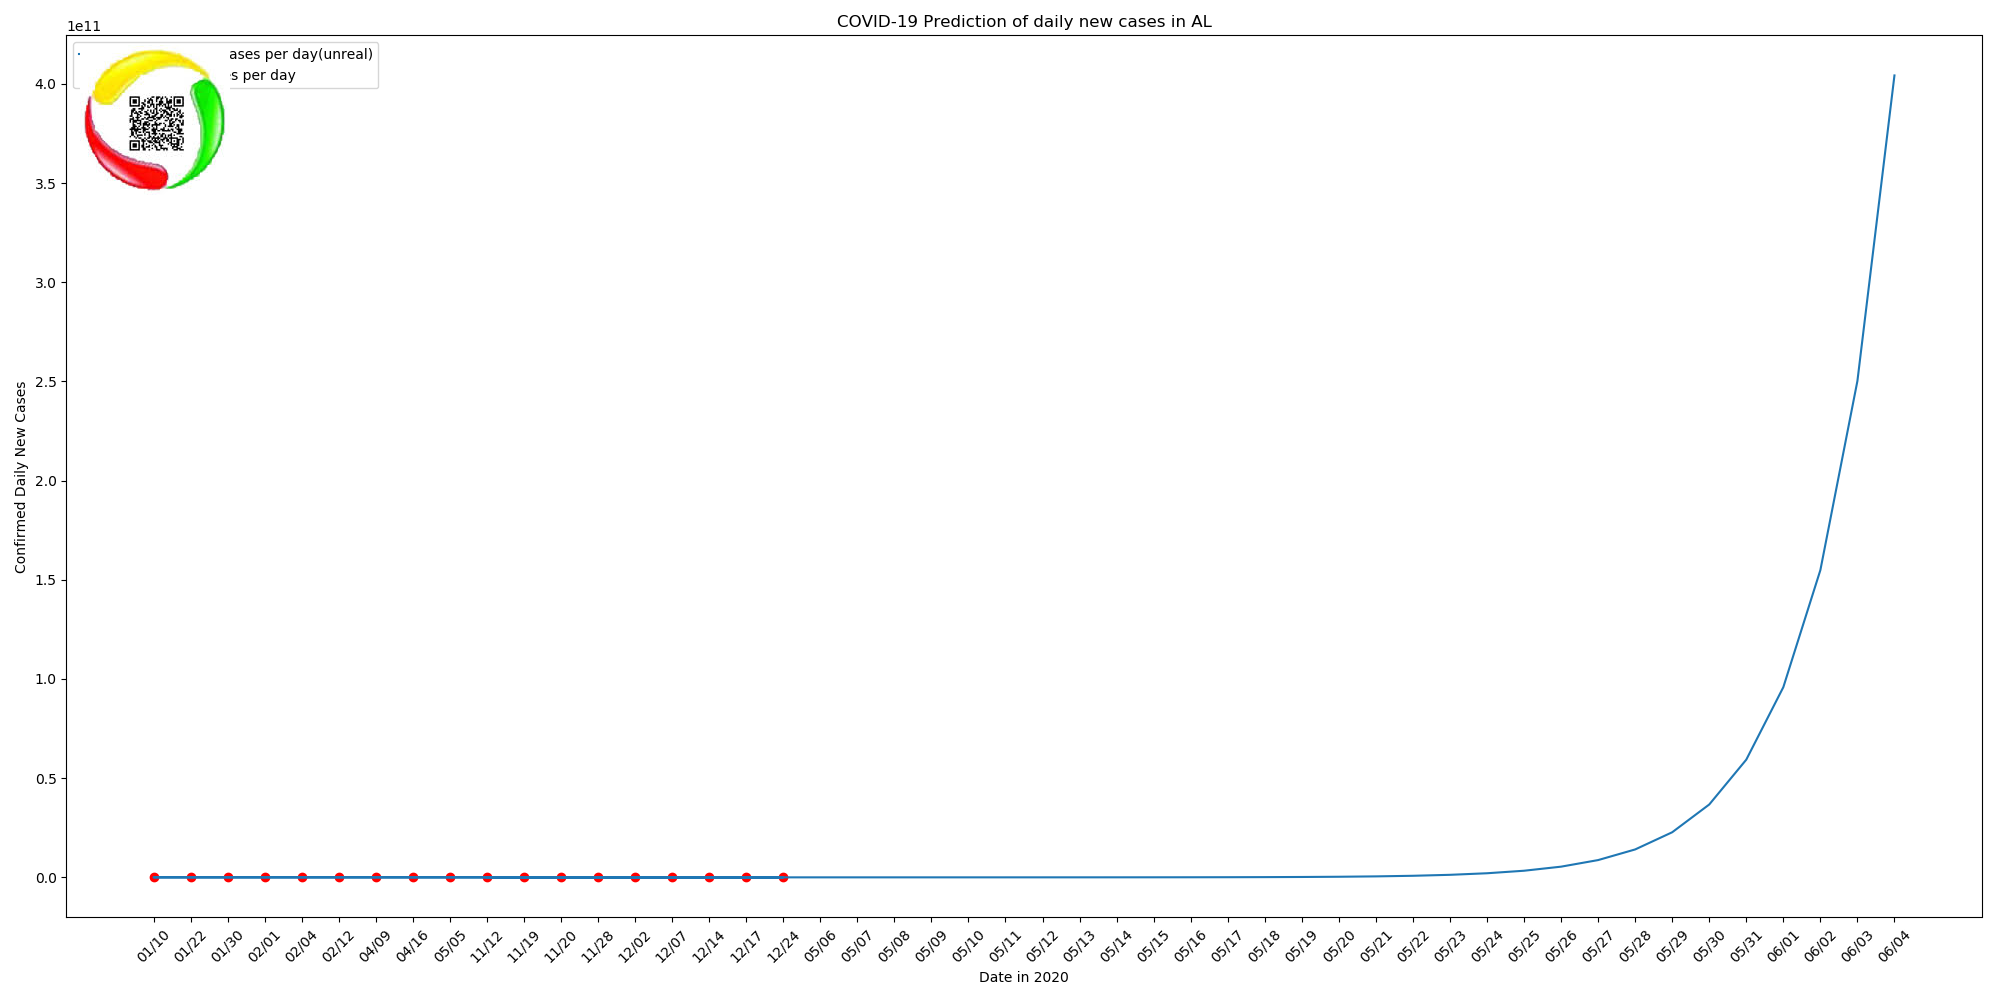 COVID-19 Prediction of daily new cases in AL
1e11
ases per day(unreal)
s per day
4.0
3.5
3.0
2.5
2.0
1.5
1.0
0.5
0.0
Confirmed Daily New Cases
01/10 01/22 01/30 02/01 02/04 02/12 04/09 04/16 05/05 11/12 11/19 11/20 11/28 12/02 12/07 12/14 12/17 12/24 05/06 05/07 05/08 05/09 05/10 05/11 05/12 05/13 05/14 05/15 05/16 05/17 05/18 05/19 05/20 05/21 05/22 05/23 05/24 05/25 05/26 05/27 05/28 05/29 05/30 05/31 06/01 06/02 06/03 06/04
Date in 2020